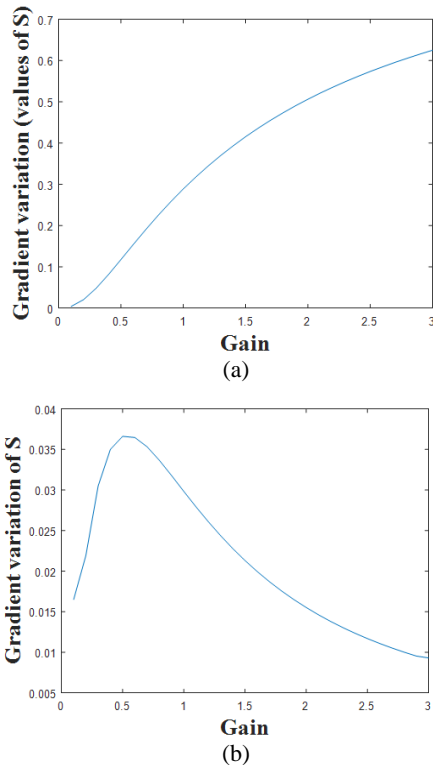 Gradient variation (values of S)
0.7
0.6
0.5
0.4
0.3
0.2
0.1
0
0 0.5 1 1.5 2 2.5 3
Gain
(a)
Gradient variation of S
0.04
0.035
0.03
0.025
0.02
0.015
0.01
0.005
0 0.5 1 1.5 2 2.5 3
Gain
(b)